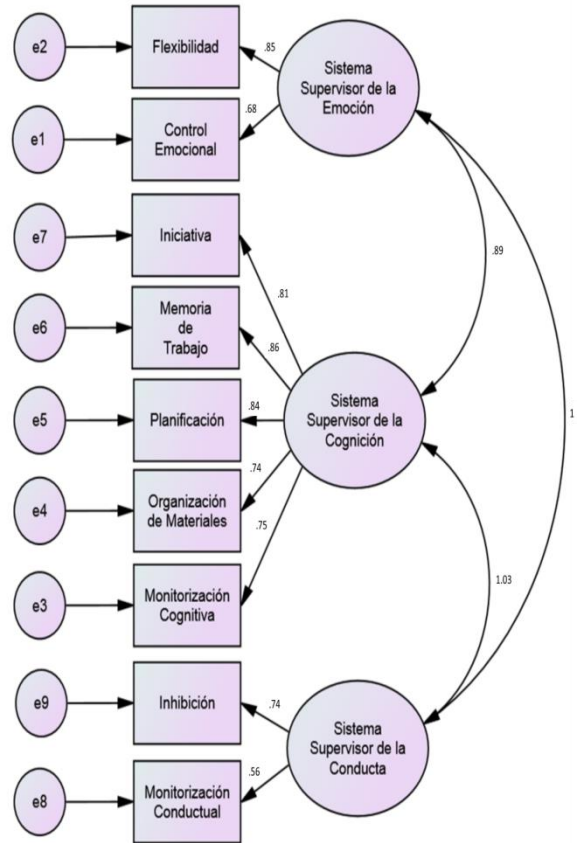 e2
Flexibilidad
.85
Sistema
Supervisor de la
Emoción
e1
Control
Emocional
.68
e7
Iniciativa
.81
.89
e6
Memoria
de
Trabajo
.86
e5
Planificación
.84
Sistema
Supervisor de la
Cognición
1
e4
Organización
de Materiales
.74
.75
e3
Monitorización
Cognitiva
1.03
e9
Inhibición
.74
Sistema
Supervisor de la
Conducta
e8
Monitorización
Conductual
.56